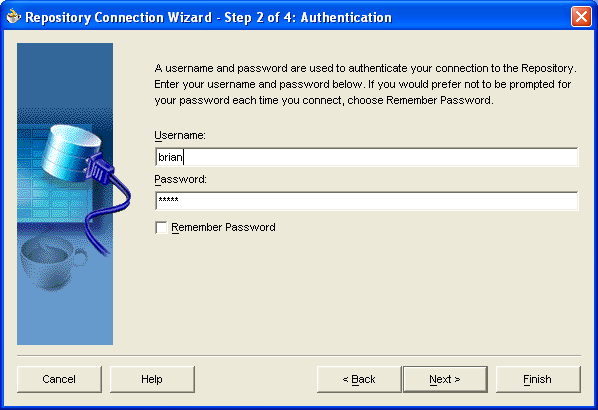 Repository Connection Wizard - Step 2 of 4: Authentication
A username and password are used to authenticate your connection to the Repository.
Enter your username and password below. If you would prefer not to be prompted for
your password each time you connect, choose Remember Password.
Username:
brian
Password:
*****
Remember Password
Cancel
Help
< Back
Next >
Finish